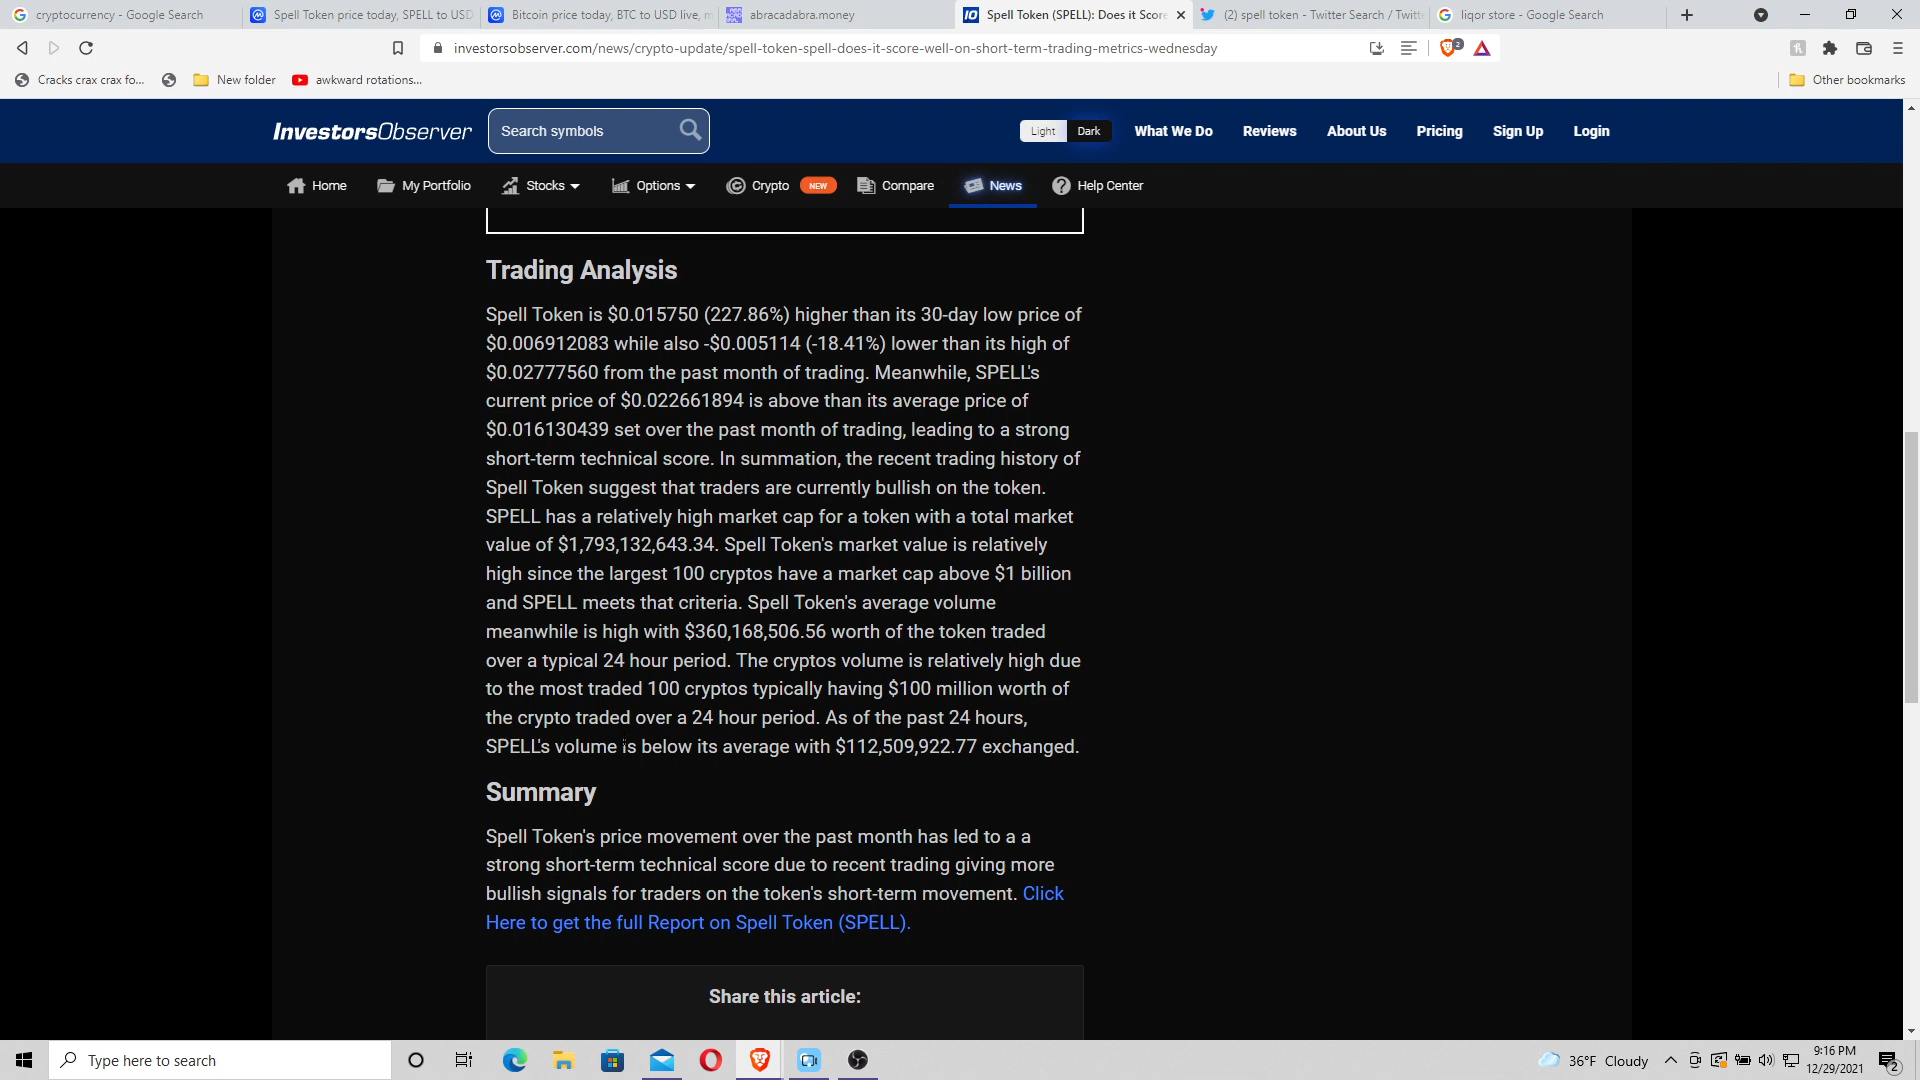 cryptocurrency - Google Search
Spell Token price today, SPELL to USD
Bitcoin price today, BTC to USD live, m
abracadabra.money
Spell Token (SPELL): Does it Score
(2) spell token - Twitter Search / Twitt
liqor store - Google Search
investorsobserver.com/news/crypto-update/spell-token-spell-does-it-score-well-on-short-term-trading-metrics-wednesday
2
Cracks crax crax fo...
New folder
awkward rotations...
Other bookmarks
InvestorsObserver
Search symbols
Light Dark
What We Do
Reviews
About Us
Pricing
Sign Up
Login
Home
My Portfolio
Stocks
Options
Crypto NEW
Compare
News
Help Center
Trading Analysis
Spell Token is $0.015750 (227.86%) higher than its 30-day low price of
$0.006912083 while also -$0.005114 (-18.41%) lower than its high of
$0.02777560 from the past month of trading. Meanwhile, SPELL's
current price of $0.022661894 is above than its average price of
$0.016130439 set over the past month of trading, leading to a strong
short-term technical score. In summation, the recent trading history of
Spell Token suggest that traders are currently bullish on the token.
SPELL has a relatively high market cap for a token with a total market
value of $1,793,132,643.34. Spell Token's market value is relatively
high since the largest 100 cryptos have a market cap above $1 billion
and SPELL meets that criteria. Spell Token's average volume
meanwhile is high with $360,168,506.56 worth of the token traded
over a typical 24 hour period. The cryptos volume is relatively high due
to the most traded 100 cryptos typically having $100 million worth of
the crypto traded over a 24 hour period. As of the past 24 hours,
SPELL's volume is below its average with $112,509,922.77 exchanged.
Summary
Spell Token's price movement over the past month has led to a a
strong short-term technical score due to recent trading giving more
bullish signals for traders on the token's short-term movement. Click
Here to get the full Report on Spell Token (SPELL).
Share this article:
Type here to search
36°F Cloudy
9:16 PM
12/29/2021
2